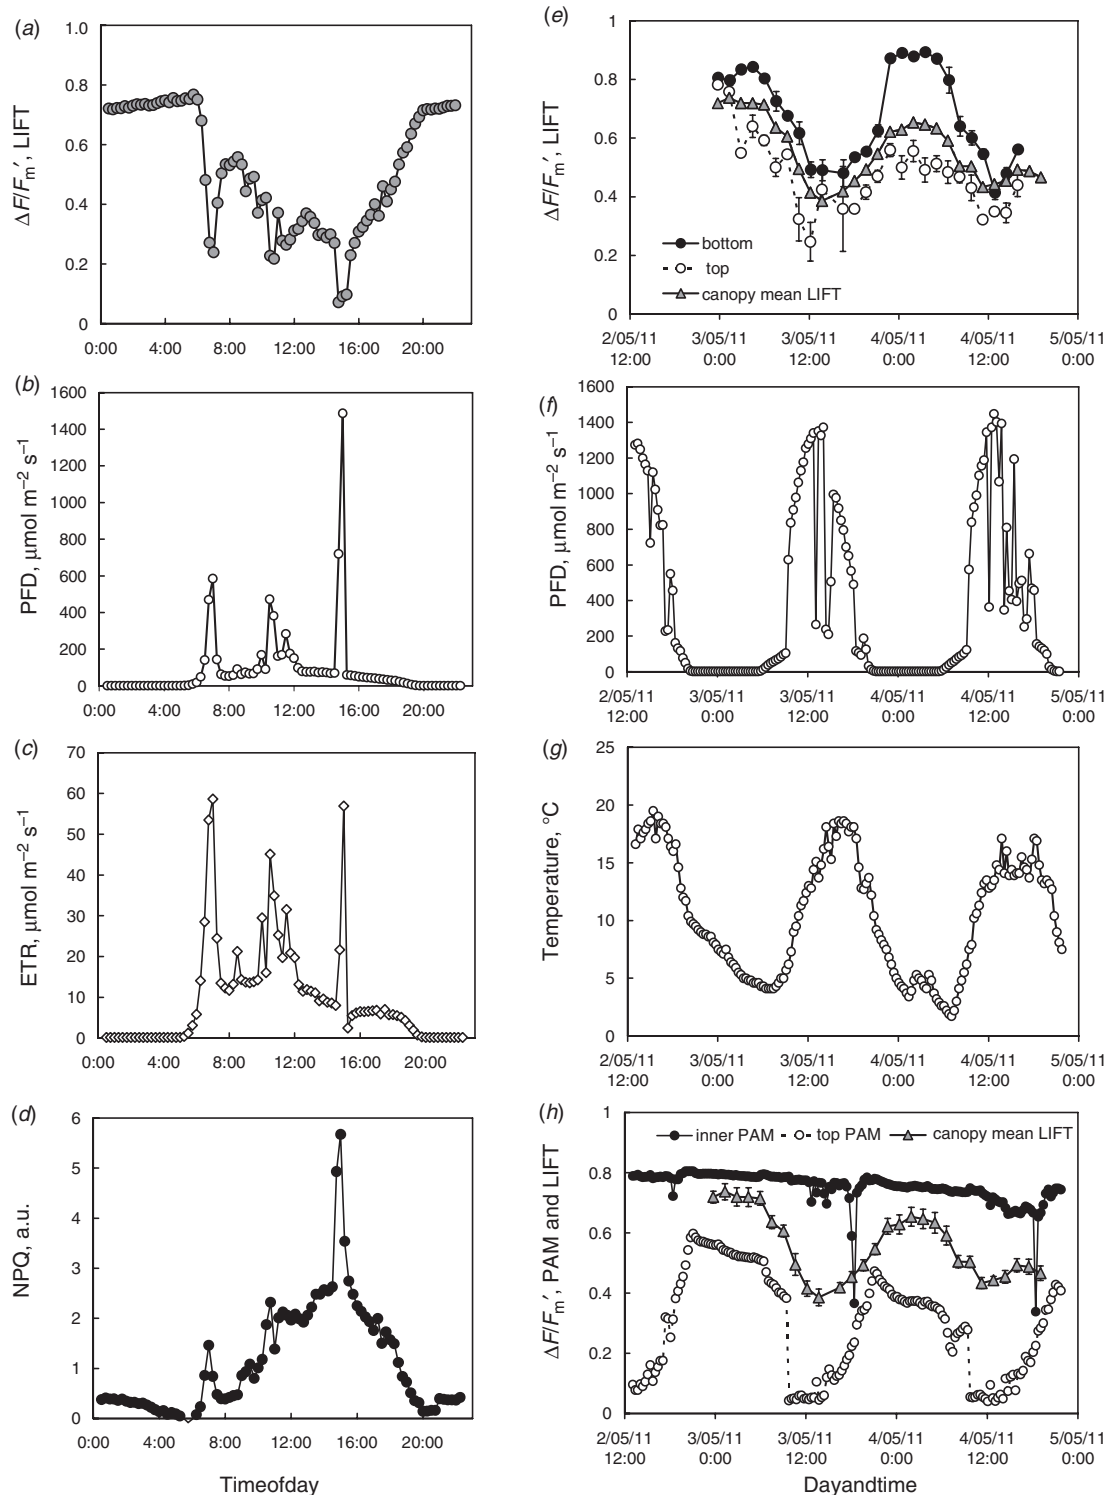 (a)
1.0
0.8
0.6
0.4
0.2
0
ΔF/Fm′, LIFT
0:00 4:00 8:00 12:00 16:00 20:00
(b)
1600
1400
1200
1000
800
600
400
200
0
PFD, μmol m−2 s−1
0:00 4:00 8:00 12:00 16:00 20:00
(c)
70
60
50
40
30
20
10
0
ETR, μmol m−2 s−1
0:00 4:00 8:00 12:00 16:00 20:00
(d)
6
5
4
3
2
1
0
NPQ, a.u.
0:00 4:00 8:00 12:00 16:00 20:00
Timeofday
(e)
1
0.8
0.6
0.4
0.2
0
ΔF/Fm′, LIFT
bottom
top
canopy mean LIFT
2/05/11 3/05/11 3/05/11 4/05/11 4/05/11 5/05/11
12:00 0:00 12:00 0:00 12:00 0:00
(f)
1600
1400
1200
1000
800
600
400
200
0
PFD, μmol m−2 s−1
2/05/11 3/05/11 3/05/11 4/05/11 4/05/11 5/05/11
12:00 0:00 12:00 0:00 12:00 0:00
(g)
25
20
15
10
5
0
Temperature, °C
2/05/11 3/05/11 3/05/11 4/05/11 4/05/11 5/05/11
12:00 0:00 12:00 0:00 12:00 0:00
(h)
1
0.8
0.6
0.4
0.2
0
ΔF/Fm′, PAM and LIFT
inner PAM top PAM canopy mean LIFT
2/05/11 3/05/11 3/05/11 4/05/11 4/05/11 5/05/11
12:00 0:00 12:00 0:00 12:00 0:00
Dayandtime